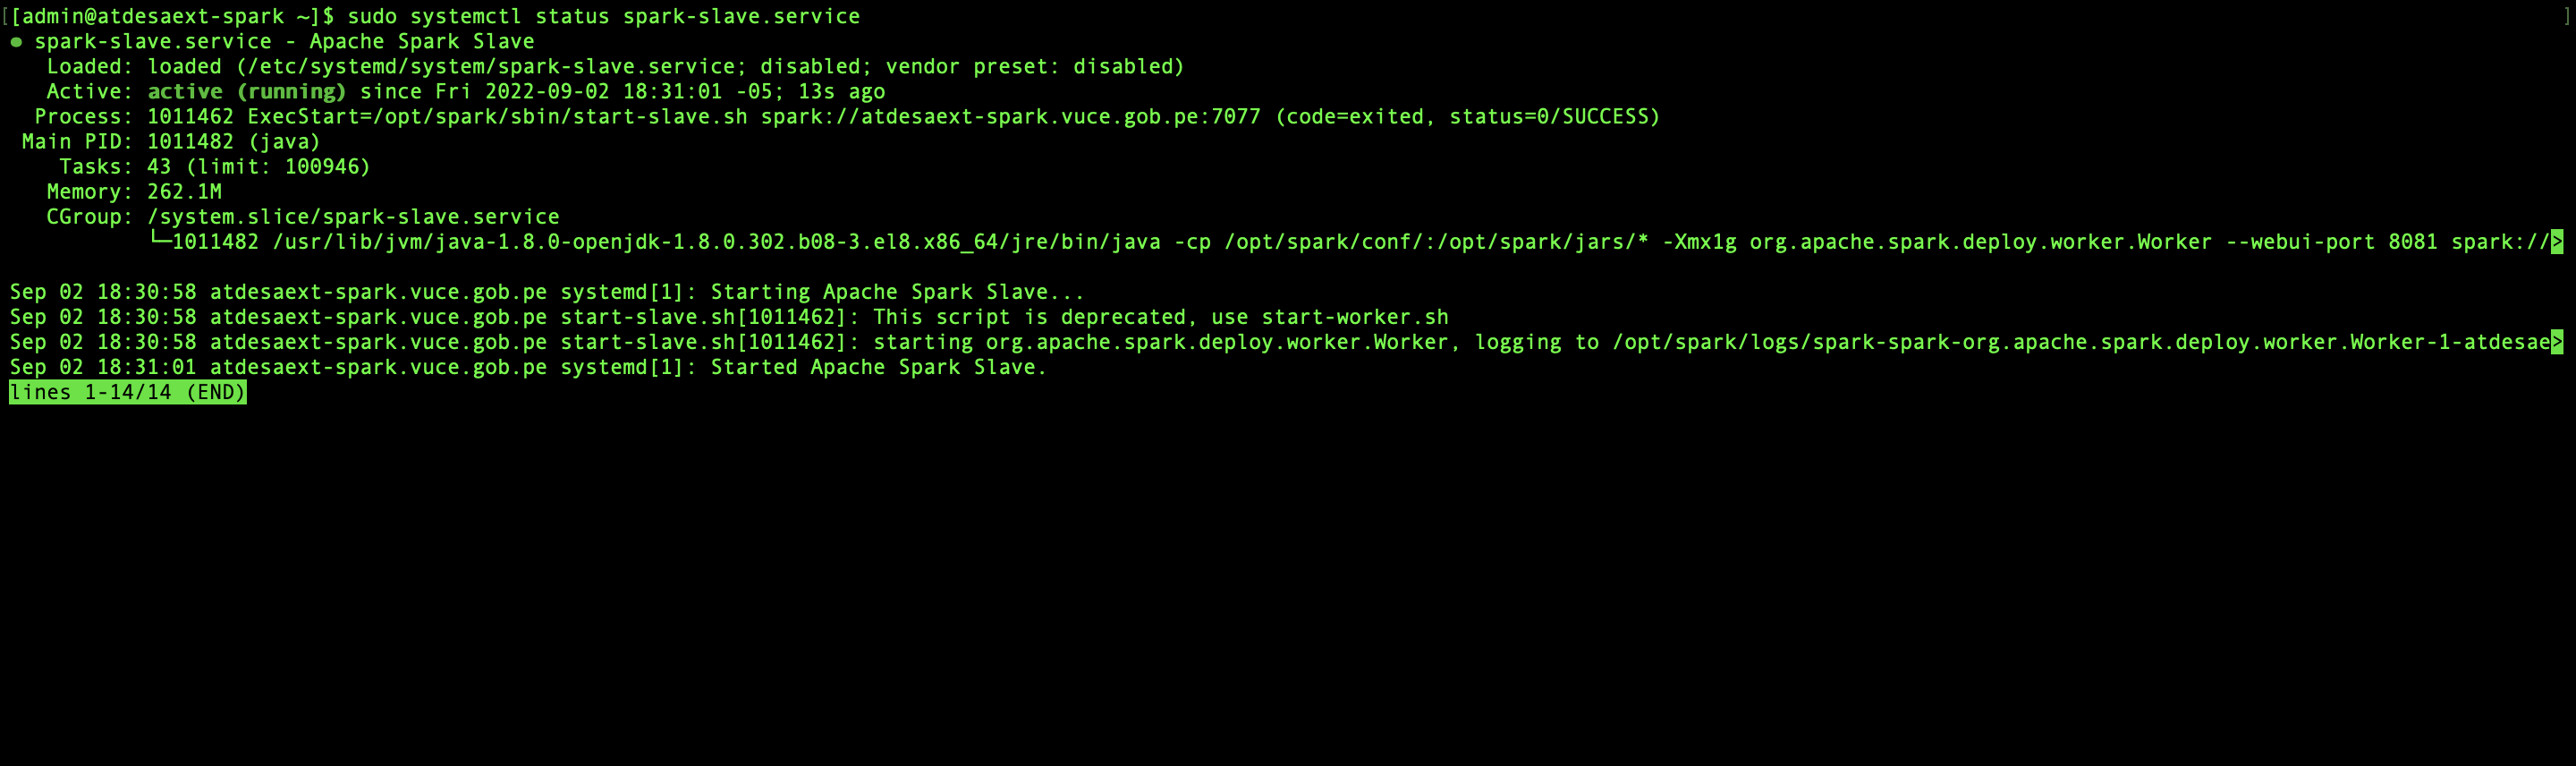 [[admin@atdesaext-spark ~]$ sudo systemctl status spark-slave.service ]
● spark-slave.service - Apache Spark Slave
Loaded: loaded (/etc/systemd/system/spark-slave.service; disabled; vendor preset: disabled)
Active: active (running) since Fri 2022-09-02 18:31:01 -05; 13s ago
Process: 1011462 ExecStart=/opt/spark/sbin/start-slave.sh spark://atdesaext-spark.vuce.gob.pe:7077 (code=exited, status=0/SUCCESS)
Main PID: 1011482 (java)
Tasks: 43 (limit: 100946)
Memory: 262.1M
CGroup: /system.slice/spark-slave.service
└─1011482 /usr/lib/jvm/java-1.8.0-openjdk-1.8.0.302.b08-3.el8.x86_64/jre/bin/java -cp /opt/spark/conf/:/opt/spark/jars/* -Xmx1g org.apache.spark.deploy.worker.Worker --webui-port 8081 spark://>
Sep 02 18:30:58 atdesaext-spark.vuce.gob.pe systemd[1]: Starting Apache Spark Slave...
Sep 02 18:30:58 atdesaext-spark.vuce.gob.pe start-slave.sh[1011462]: This script is deprecated, use start-worker.sh
Sep 02 18:30:58 atdesaext-spark.vuce.gob.pe start-slave.sh[1011462]: starting org.apache.spark.deploy.worker.Worker, logging to /opt/spark/logs/spark-spark-org.apache.spark.deploy.worker.Worker-1-atdesae>
Sep 02 18:31:01 atdesaext-spark.vuce.gob.pe systemd[1]: Started Apache Spark Slave.
lines 1-14/14 (END)